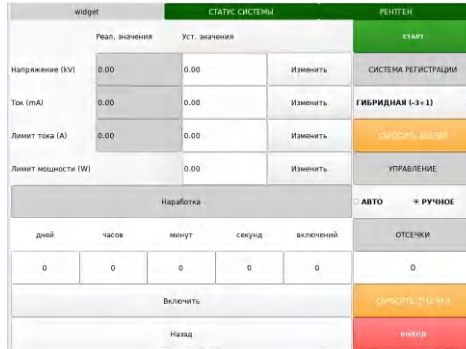 widget СТАТУС СИСТЕМЫ РЕНТГЕН
Реал. значения Уст. значения СТАРТ
Напряжение (kV) 0.00 0.00 Изменить СИСТЕМА РЕГИСТРАЦИИ
Ток (mA) 0.00 0.00 Изменить ГИБРИДНАЯ (-3+1)
Лимит тока (A) 0.00 0.00 Изменить СБРОСИТЬ
Лимит мощности (W) 0.00 Изменить УПРАВЛЕНИЕ
Наработка АВТО РУЧНОЕ
дней часов минут секунд включений ОТСЕЧКИ
0 0 0 0 0 0
Включить СБРОСИТЬ ОТСЕЧКИ
Назад ВЫХОД